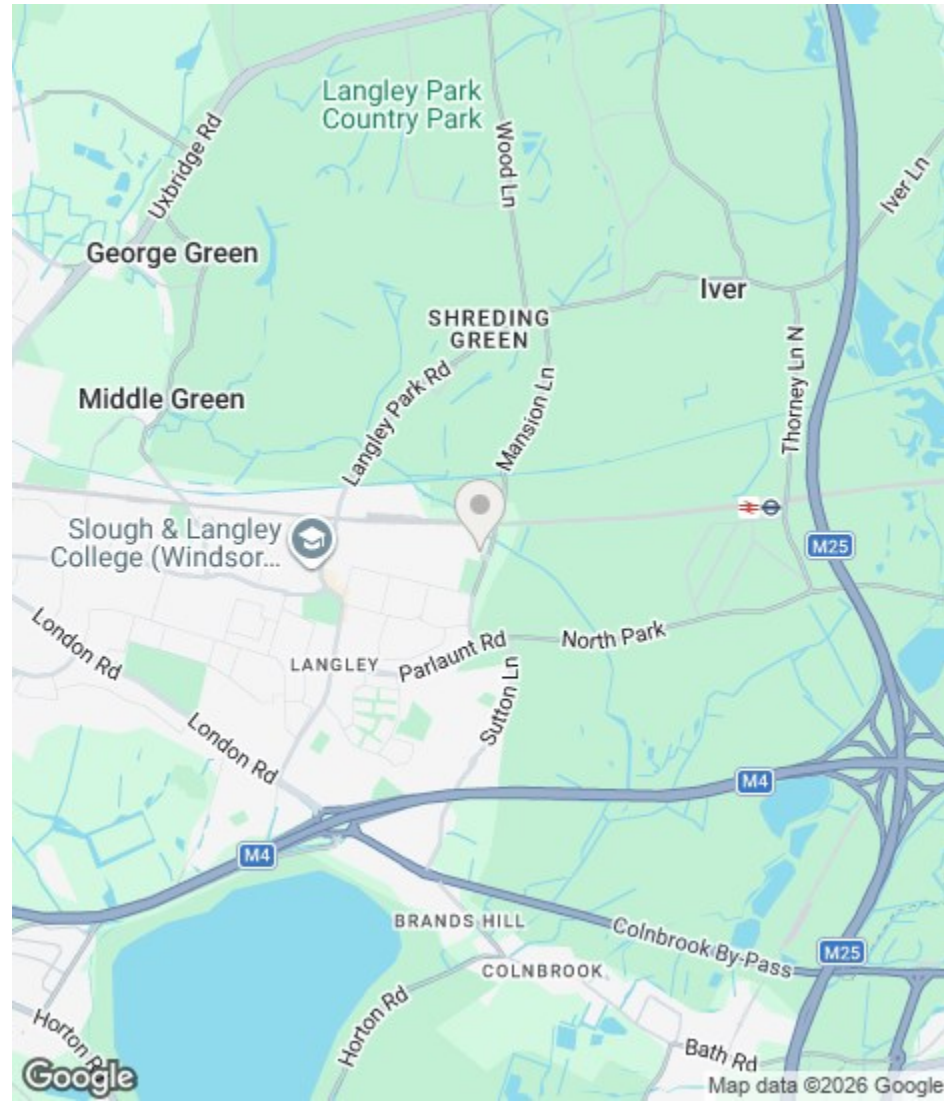 Langley Park
Country Park
Uxbridge Rd
Wood Ln
Iver Ln
George Green
Iver
SHREDING
GREEN
Thorney Ln N
Langley Park Rd
Mansion Ln
Middle Green
Slough & Langley
College (Windsor...
M25
London Rd
North Park
Parlaunt Rd
LANGLEY
Sutton Ln
London Rd
M4
M4
BRANDS HILL
Colnbrook By-Pass
M25
COLNBROOK
Horton Rd
Horton Rd
Bath Rd
Google
Map data ©2026 Google